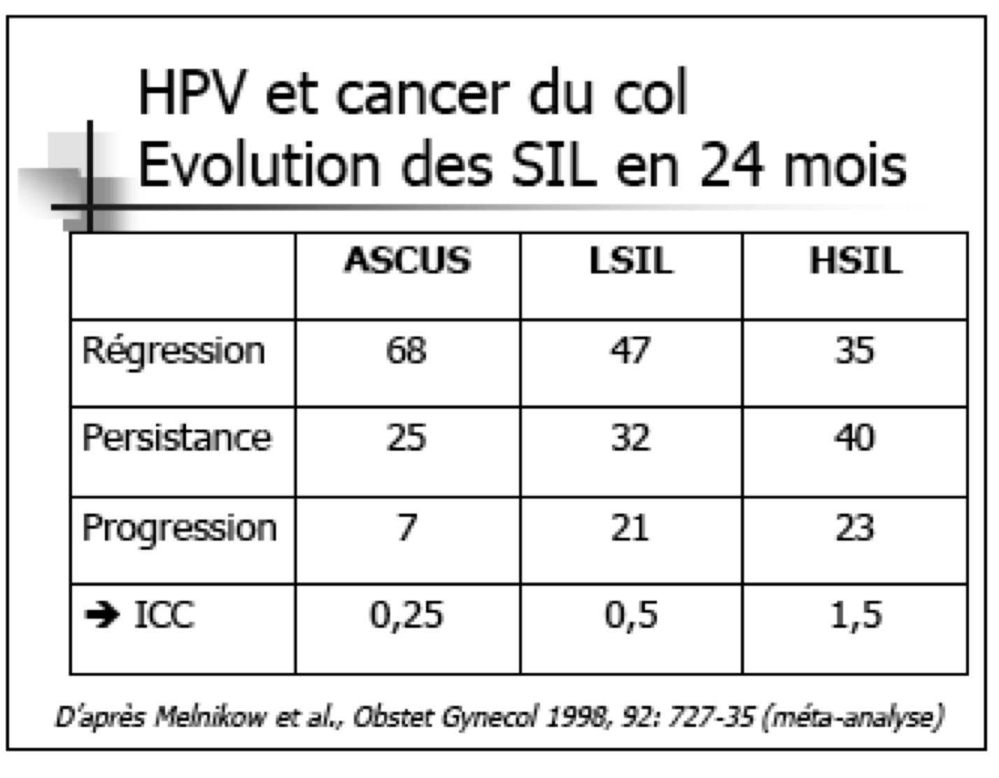 HPV et cancer du col
Evolution des SIL en 24 mois
ASCUS LSIL HSIL
Régression 68 47 35
Persistance 25 32 40
Progression 7 21 23
➔ ICC 0,25 0,5 1,5
D'après Melnikow et al., Obstet Gynecol 1998, 92: 727-35 (méta-analyse)